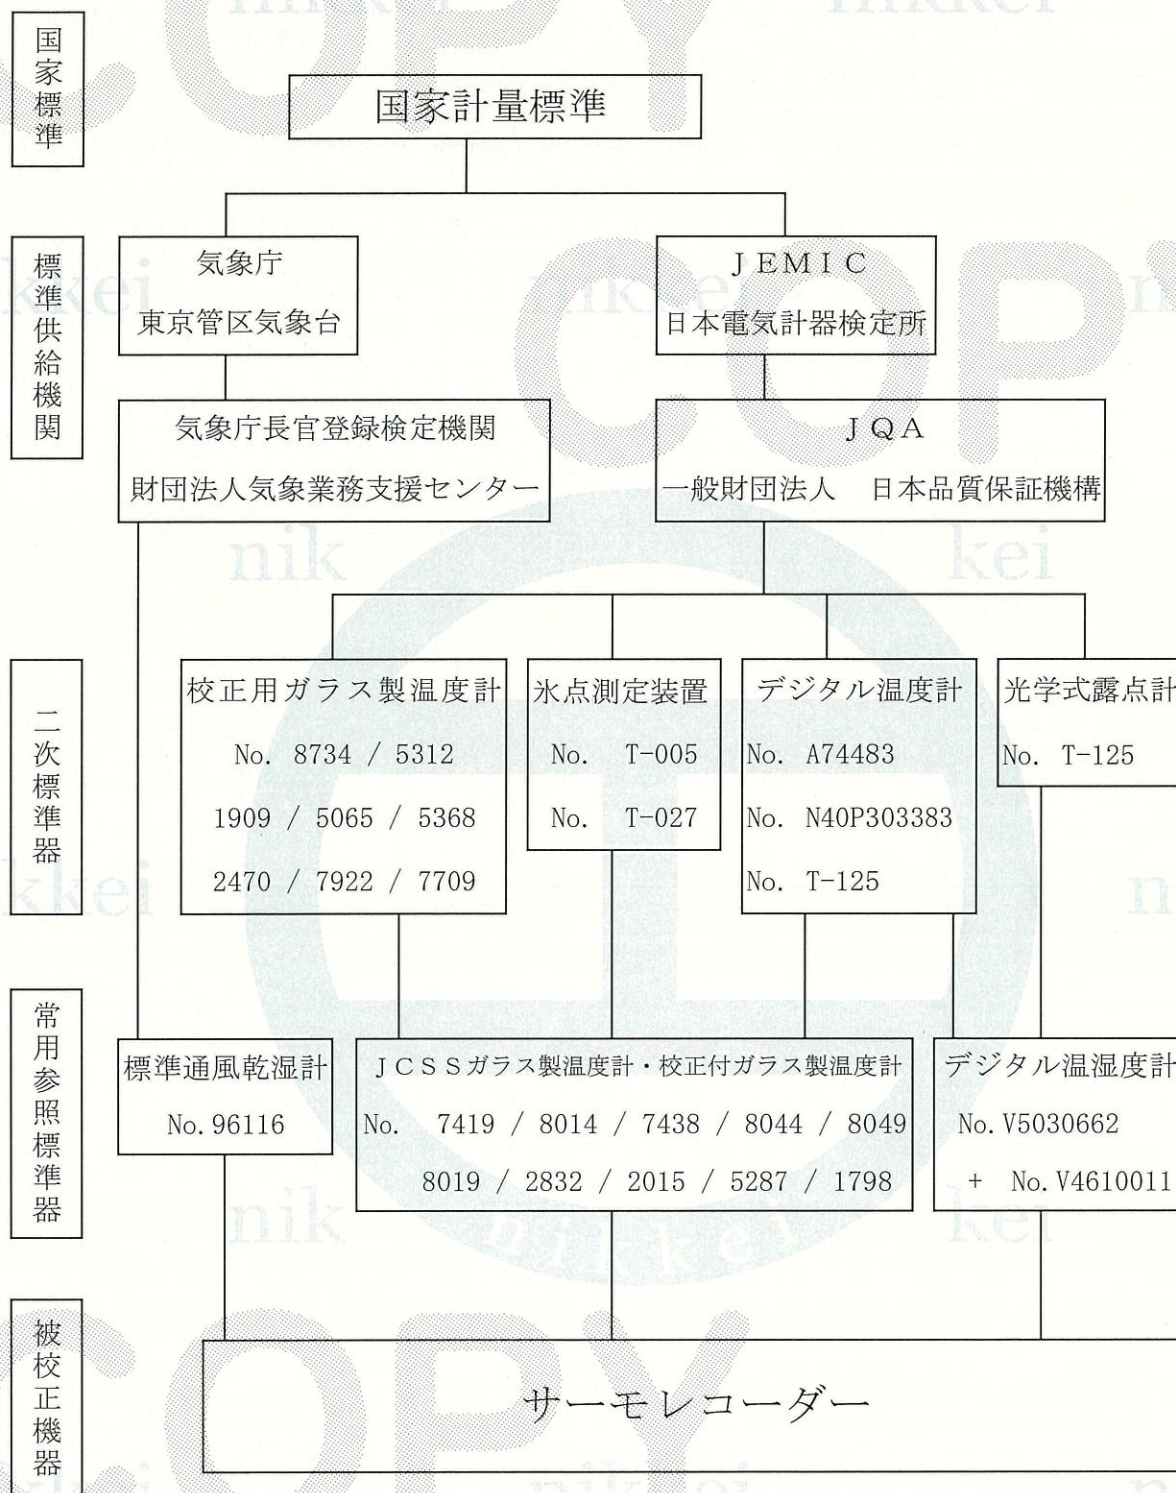 国家標準
国家計量標準
標準供給機関
気象庁
東京管区気象台
ＪＥＭＩＣ
日本電気計器検定所
気象庁長官登録検定機関
財団法人気象業務支援センター
ＪＱＡ
一般財団法人　日本品質保証機構
二次標準器
校正用ガラス製温度計
No. 8734 / 5312
1909 / 5065 / 5368
2470 / 7922 / 7709
氷点測定装置
No. T-005
No. T-027
デジタル温度計
No. A74483
No. N40P303383
No. T-125
光学式露点計
No. T-125
常用参照標準器
標準通風乾湿計
No.96116
ＪＣＳＳガラス製温度計・校正付ガラス製温度計
No. 7419 / 8014 / 7438 / 8044 / 8049
8019 / 2832 / 2015 / 5287 / 1798
デジタル温湿度計
No.V5030662
+ No.V4610011
被校正機器
サーモレコーダー
COPY
COPY
COPY
nikkei
nik
kei
nikkei
nik
kei